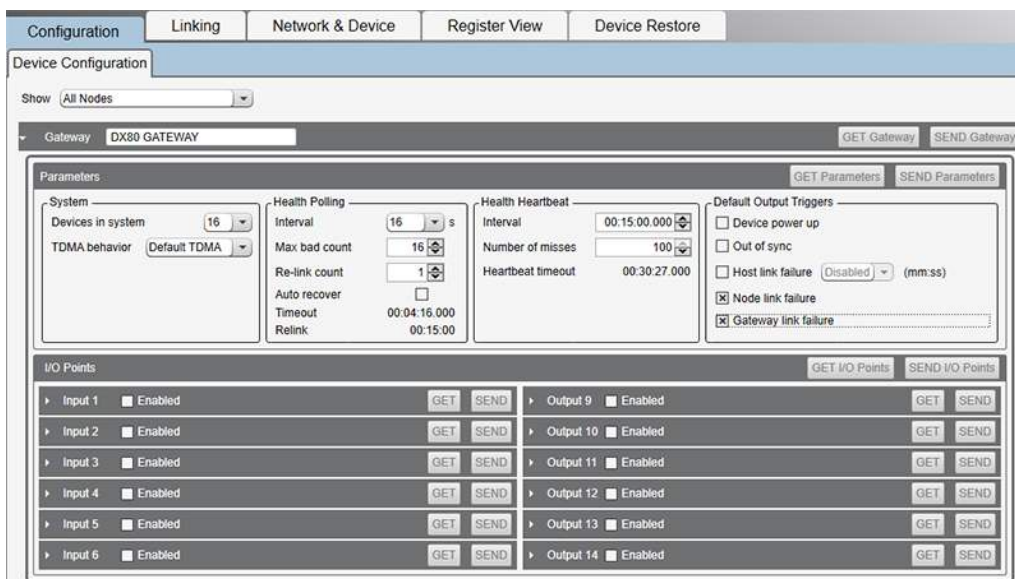 Configuration Linking Network & Device Register View Device Restore
Device Configuration
Show All Nodes
Gateway DX80 GATEWAY GET Gateway SEND Gateway
Parameters GET Parameters SEND Parameters
System
Devices in system 16
TDMA behavior Default TDMA
Health Polling
Interval 16 s
Max bad count 16
Re-link count 1
Auto recover
Timeout 00:04:16.000
Relink 00:15:00
Health Heartbeat
Interval 00:15:00.000
Number of misses 100
Heartbeat timeout 00:30:27.000
Default Output Triggers
Device power up
Out of sync
Host link failure Disabled (mm:ss)
Node link failure
Gateway link failure
I/O Points GET I/O Points SEND I/O Points
Input 1 Enabled GET SEND Output 9 Enabled GET SEND
Input 2 Enabled GET SEND Output 10 Enabled GET SEND
Input 3 Enabled GET SEND Output 11 Enabled GET SEND
Input 4 Enabled GET SEND Output 12 Enabled GET SEND
Input 5 Enabled GET SEND Output 13 Enabled GET SEND
Input 6 Enabled GET SEND Output 14 Enabled GET SEND